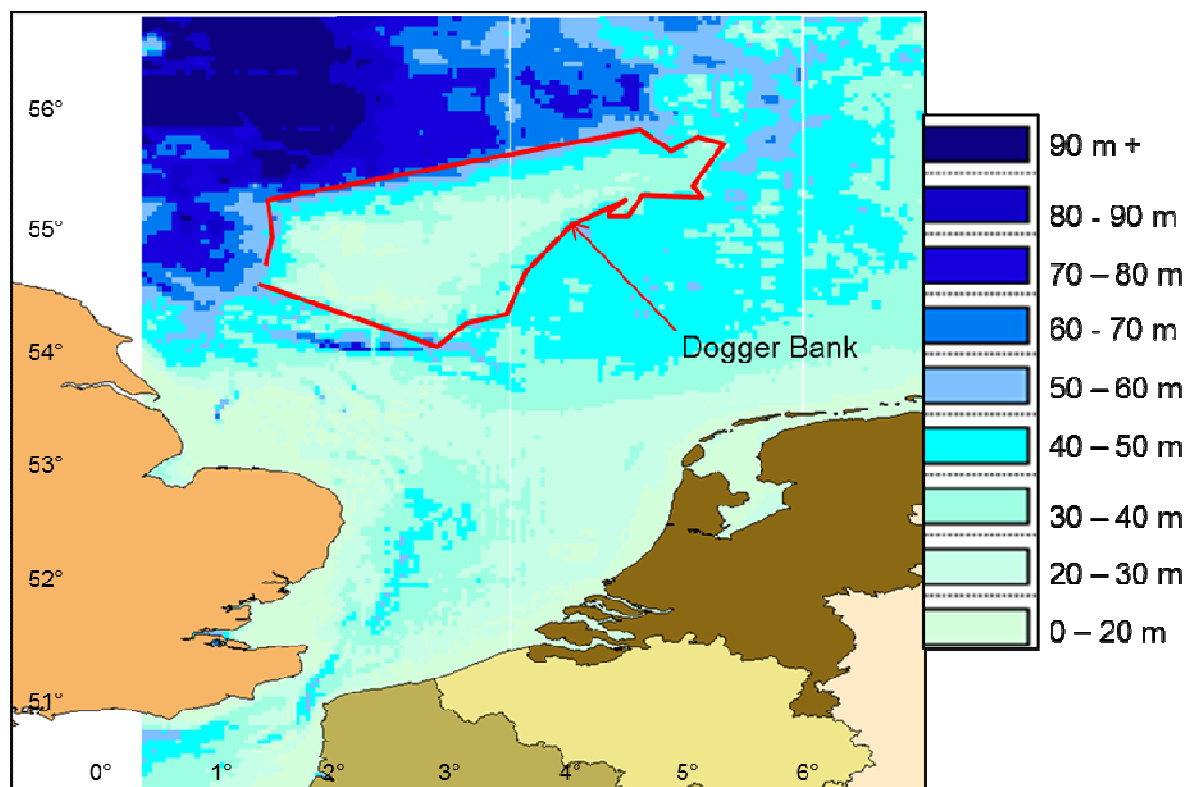 56°
55°
54°
53°
52°
51°
0°
1°
2°
3°
4°
5°
6°
Dogger Bank
90 m +
80 - 90 m
70 – 80 m
60 - 70 m
50 – 60 m
40 – 50 m
30 – 40 m
20 – 30 m
0 – 20 m